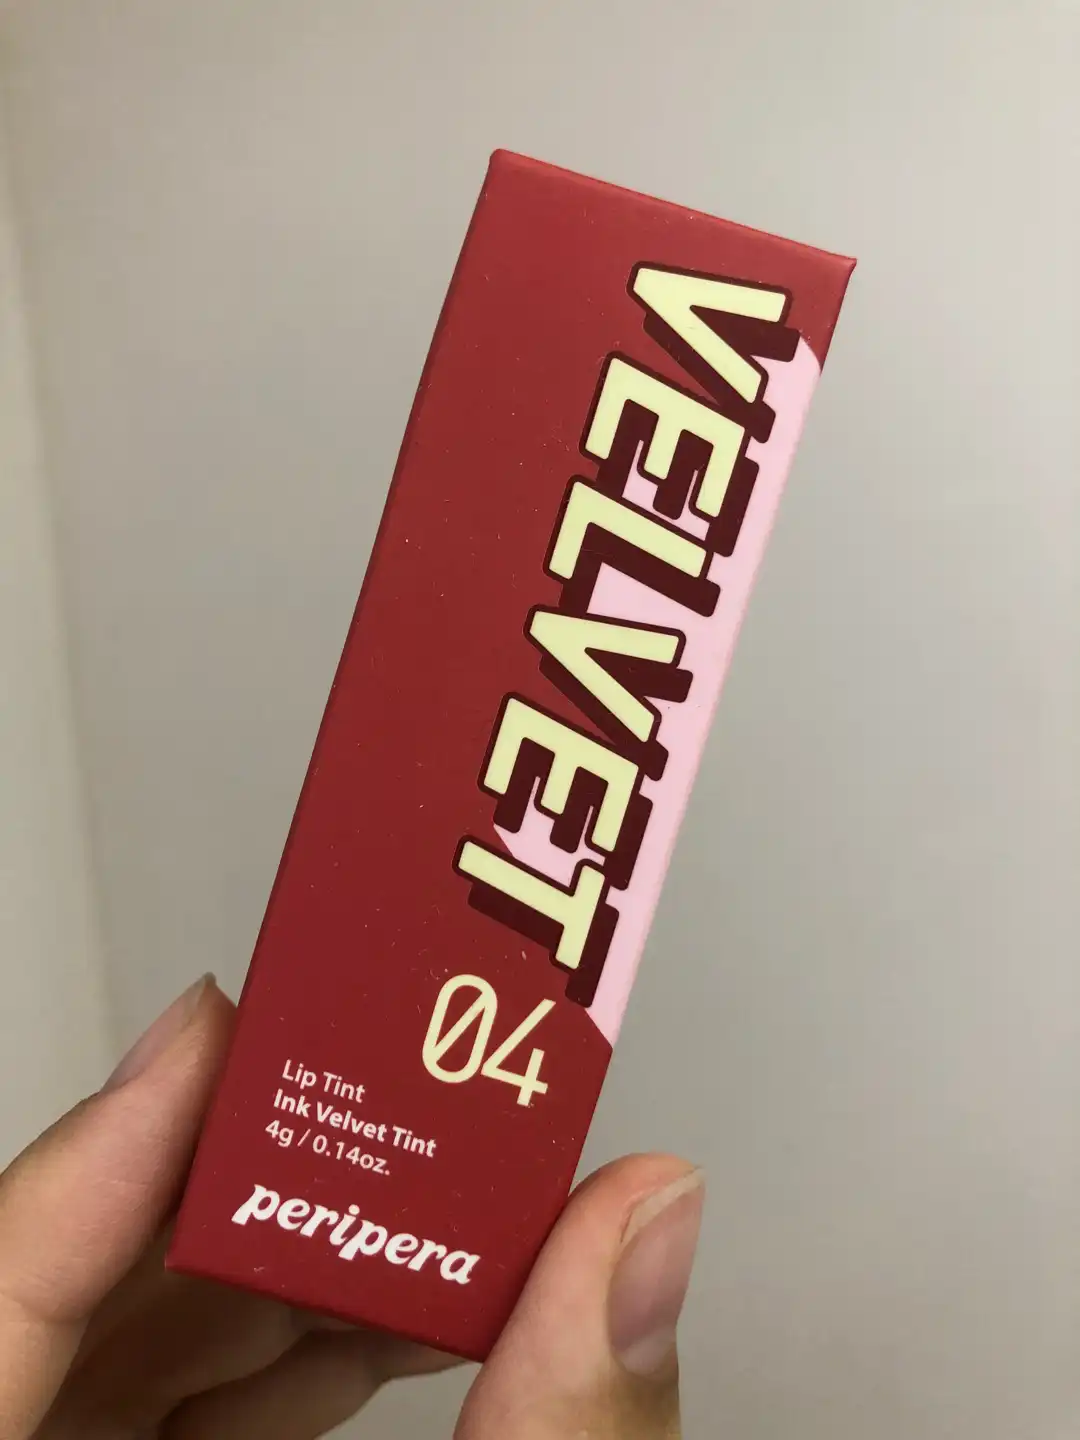 VELVET
04
Lip Tint
Ink Velvet Tint
4g / 0.14oz.
peripera